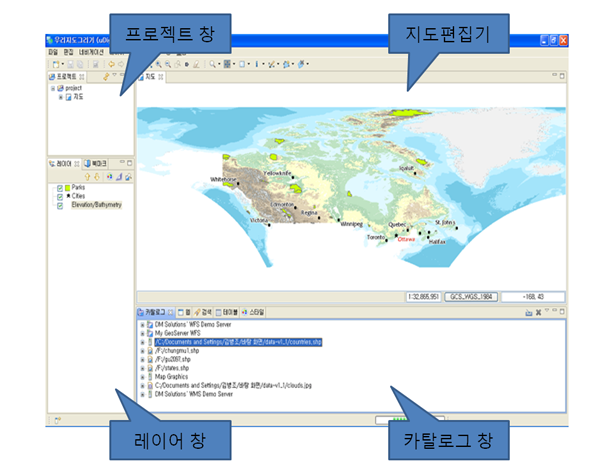 프로젝트 창
지도편집기
우리지도그리기 (uDi
파일 편집 내비게이션
프로젝트
지도
project
지도
레이어 북마크
Parks
Cities
Elevation/Bathymetry
Whitehorse
Yellowknife
Iqaluit
Edmonton
Victoria
Regina
Winnipeg
Toronto
Ottawa
Quebec
St. John's
Halifax
1:32,865,951 GCS_WGS_1984 -168, 43
카탈로그 웹 검색 테이블 스타일
DM Solutions' WFS Demo Server
My GeoServer WFS
/C:/Documents and Settings/김병조/바탕 화면/data-v1_1/countries.shp
/F:/chungmu1.shp
/F:/gu2097.shp
/F:/states.shp
Map Graphics
C:/Documents and Settings/김병조/바탕 화면/data-v1_1/clouds.jpg
DM Solutions' WMS Demo Server
레이어 창
카탈로그 창